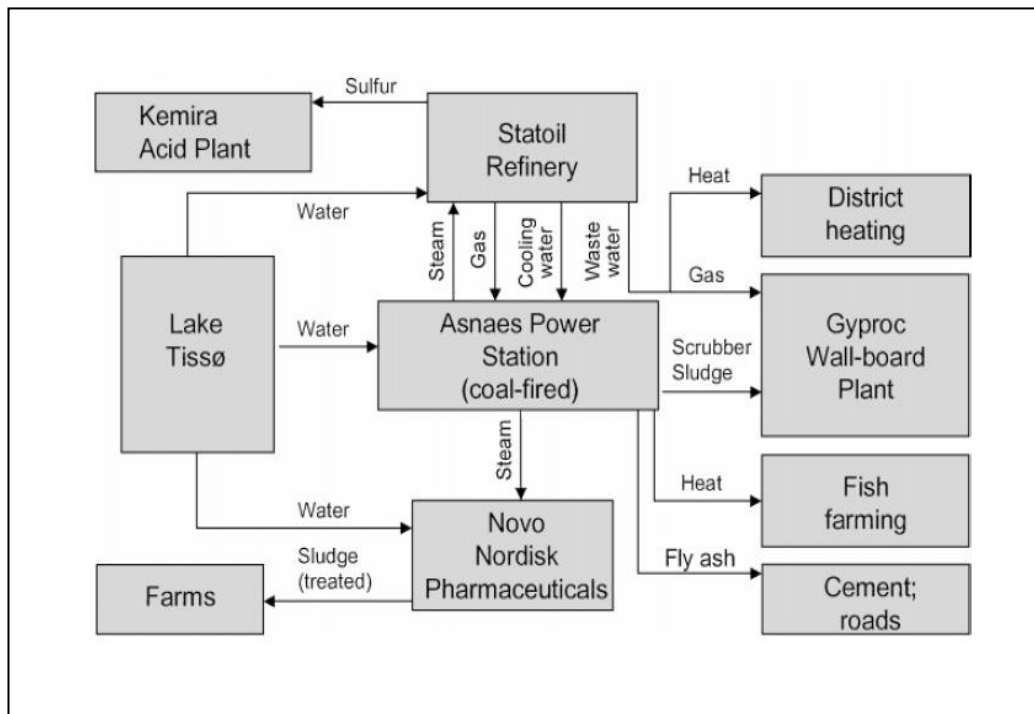 Sulfur
Kemira
Acid Plant
Statoil
Refinery
Heat
District
heating
Water
Steam
Gas
Cooling
water
Waste
water
Gas
Lake
Tissø
Water
Asnaes Power
Station
(coal-fired)
Scrubber
Sludge
Gyproc
Wall-board
Plant
Steam
Heat
Fish
farming
Water
Novo
Nordisk
Pharmaceuticals
Sludge
(treated)
Farms
Fly ash
Cement;
roads